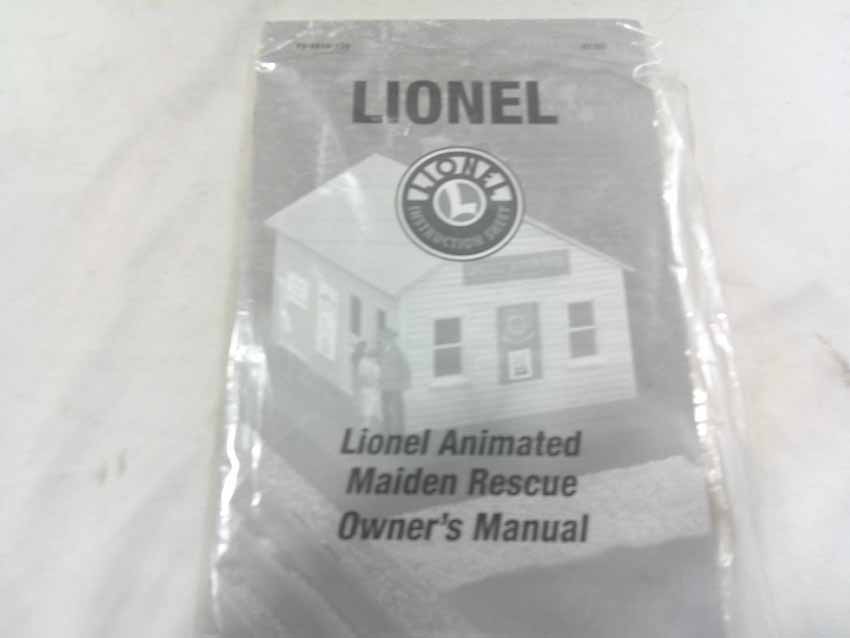 LIONEL
LIONEL
L
INSTRUCTION SHEET
Lionel Animated
Maiden Rescue
Owner's Manual